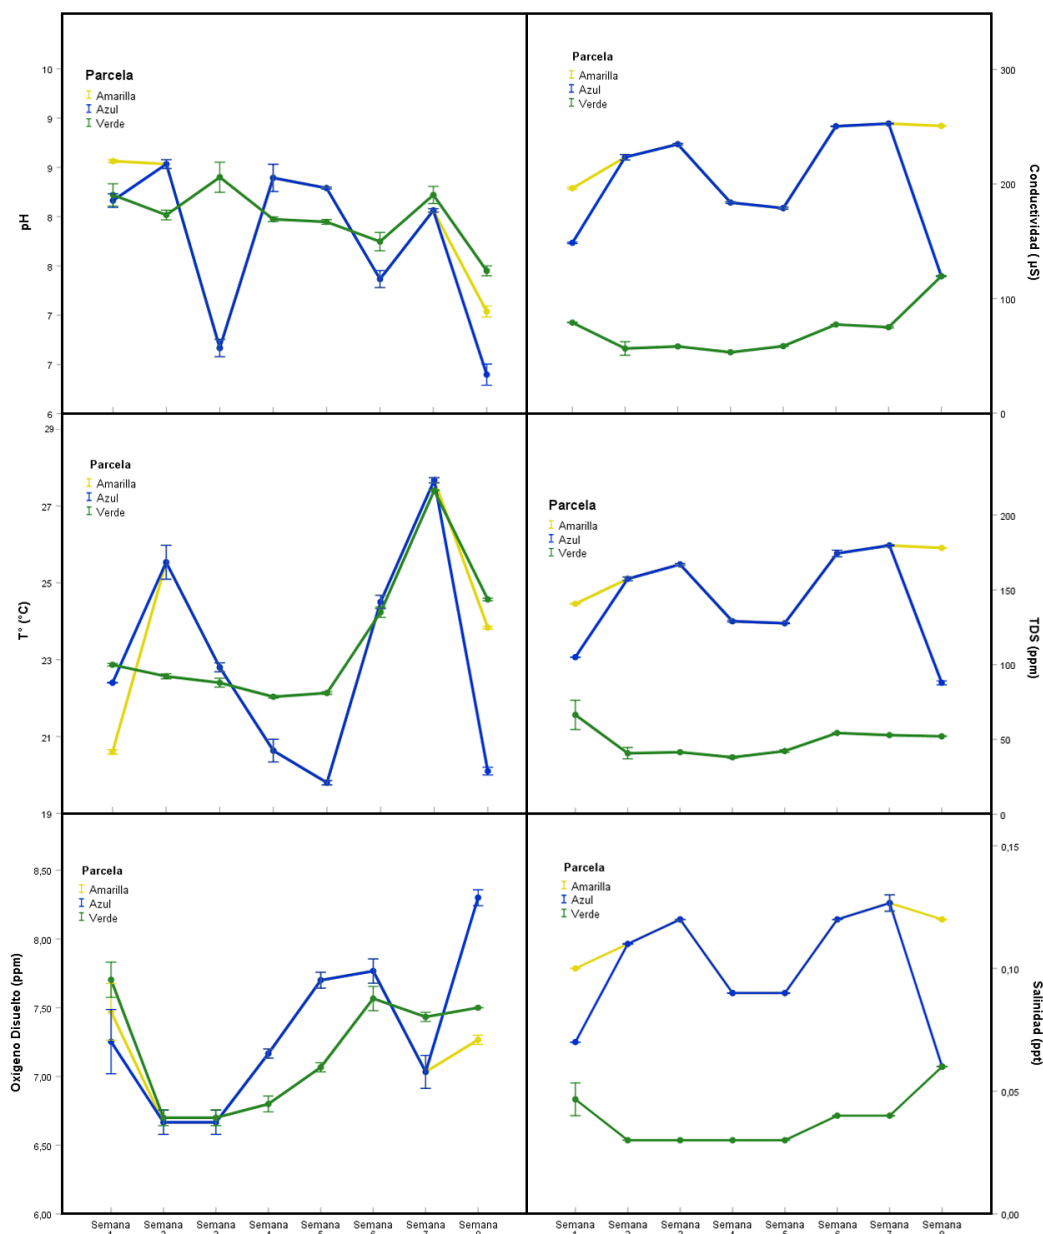 Parcela
Amarilla
Azul
Verde
10
9
9
8
8
7
7
6
pH
Parcela
Amarilla
Azul
Verde
300
200
100
0
Conductividad ( µS)
29
27
25
23
21
19
T° (°C)
Parcela
Amarilla
Azul
Verde
Parcela
Amarilla
Azul
Verde
200
150
100
50
0
TDS (ppm)
8,50
8,00
7,50
7,00
6,50
6,00
Oxigeno Disuelto (ppm)
Parcela
Amarilla
Azul
Verde
Parcela
Amarilla
Azul
Verde
0,15
0,10
0,05
0,00
Salinidad (ppt)
Semana Semana Semana Semana Semana Semana Semana Semana
Semana Semana Semana Semana Semana Semana Semana Semana